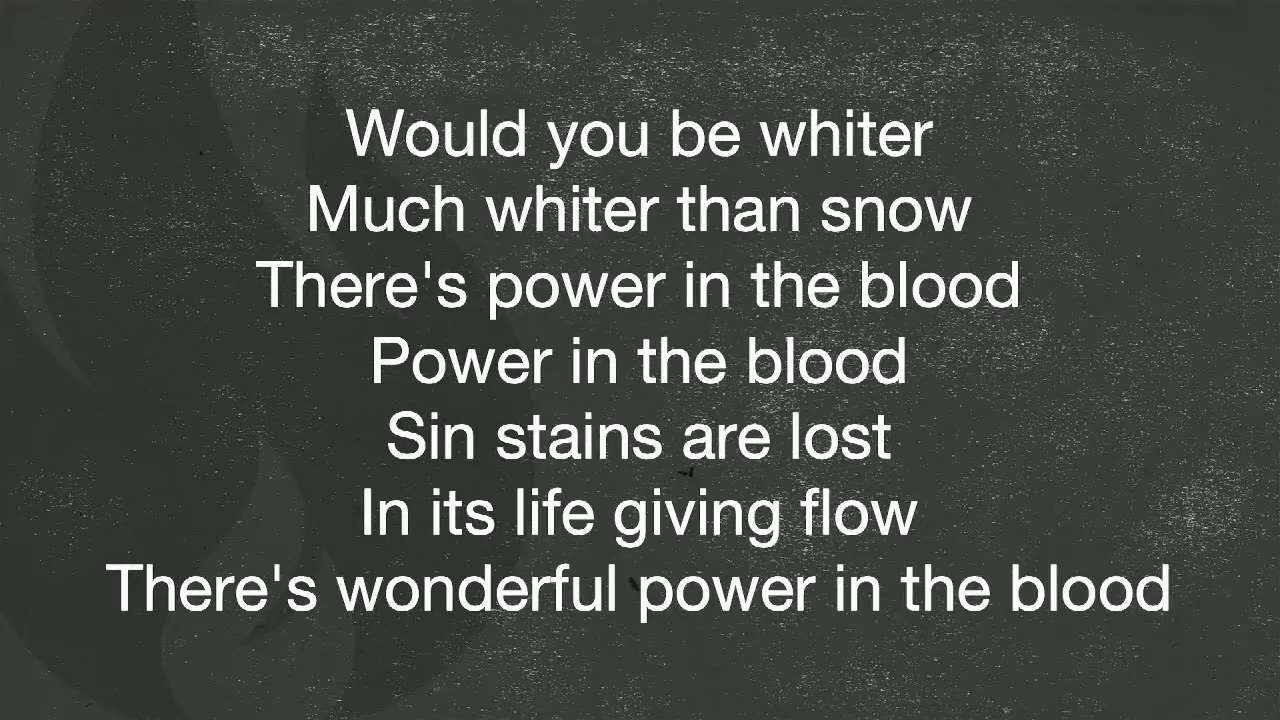 Would you be whiter
Much whiter than snow
There's power in the blood
Power in the blood
Sin stains are lost
In its life giving flow
There's wonderful power in the blood